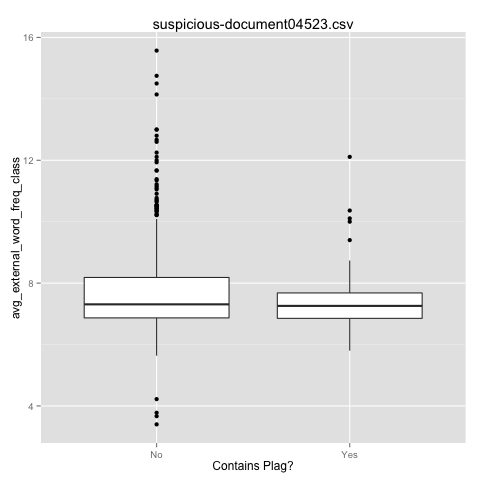 suspicious-document04523.csv
16
12
8
4
avg_external_word_freq_class
No
Yes
Contains Plag?